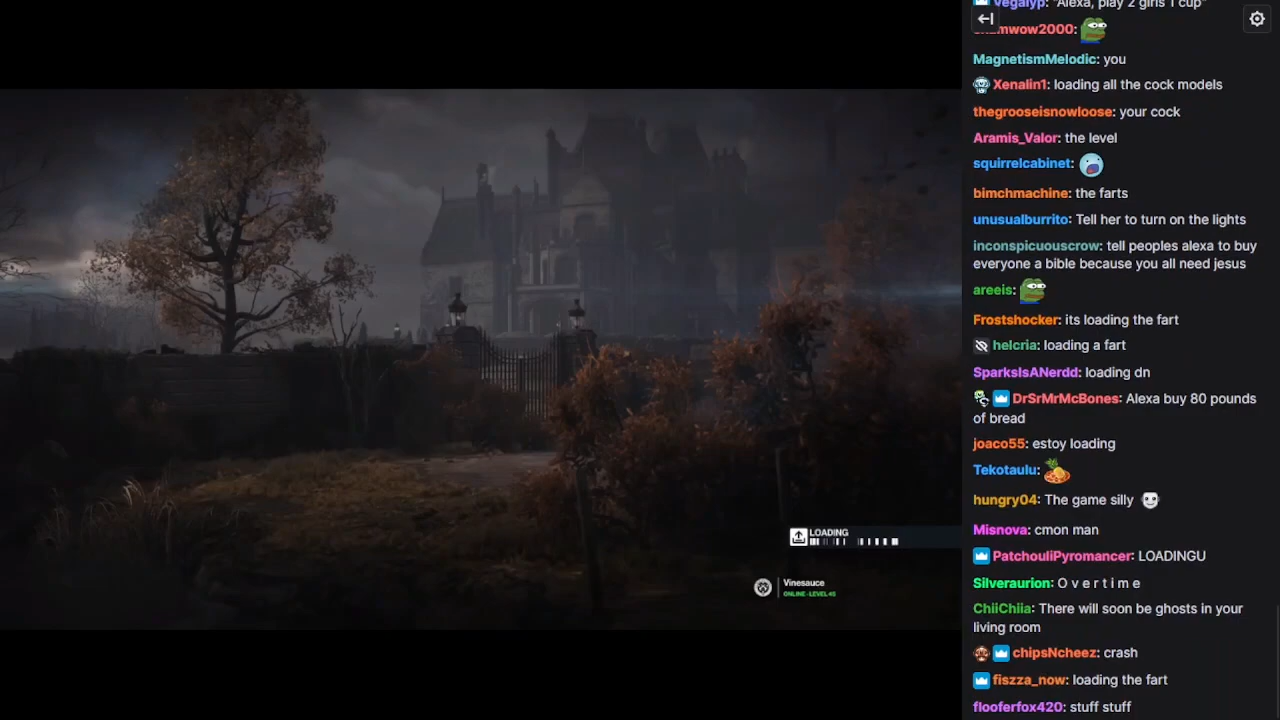 LOADING
Vinesauce
ONLINE - LEVEL 45
Vegalyp: "Alexa, play 2 girls 1 cup"
shamwow2000:
MagnetismMelodic: you
Xenalin1: loading all the cock models
thegrooseisnowloose: your cock
Aramis_Valor: the level
squirrelcabinet:
bimchmachine: the farts
unusualburrito: Tell her to turn on the lights
inconspicuouscrow: tell peoples alexa to buy
everyone a bible because you all need jesus
areeis:
Frostshocker: its loading the fart
helcria: loading a fart
SparksIsANerdd: loading dn
DrSrMrMcBones: Alexa buy 80 pounds
of bread
joaco55: estoy loading
Tekotaulu:
hungry04: The game silly
Misnova: cmon man
PatchouliPyromancer: LOADINGU
Silveraurion: O v e r t i m e
ChiiChiia: There will soon be ghosts in your
living room
chipsNcheez: crash
fiszza_now: loading the fart
flooferfox420: stuff stuff